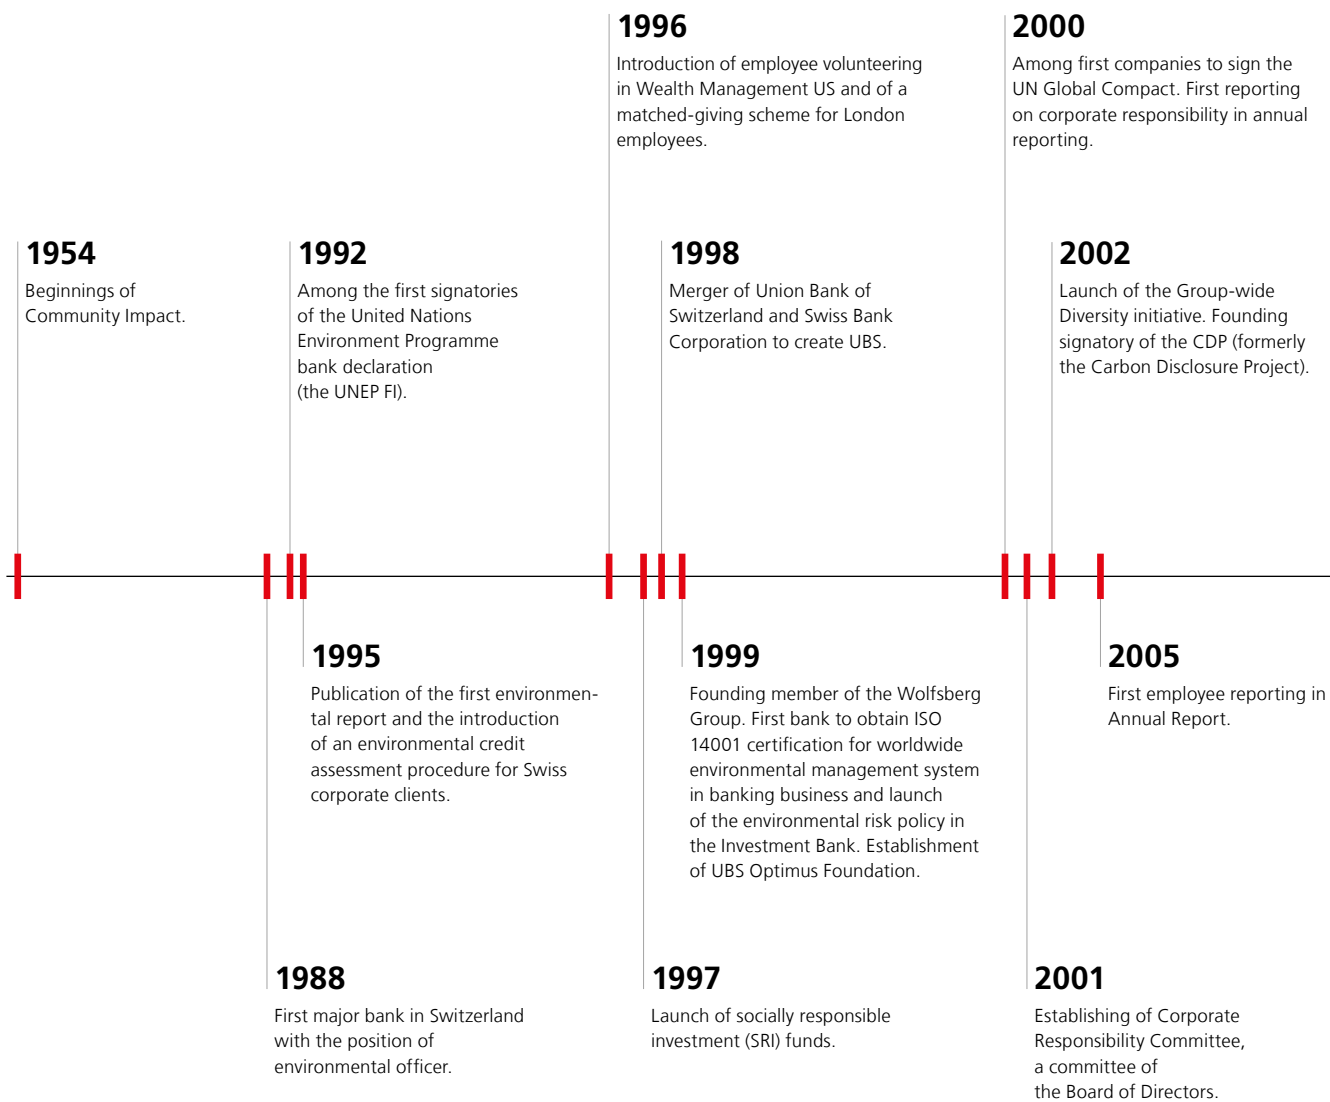 1996
Introduction of employee volunteering
in Wealth Management US and of a
matched-giving scheme for London
employees.
2000
Among first companies to sign the
UN Global Compact. First reporting
on corporate responsibility in annual
reporting.
1954
Beginnings of
Community Impact.
1992
Among the first signatories
of the United Nations
Environment Programme
bank declaration
(the UNEP FI).
1998
Merger of Union Bank of
Switzerland and Swiss Bank
Corporation to create UBS.
2002
Launch of the Group-wide
Diversity initiative. Founding
signatory of the CDP (formerly
the Carbon Disclosure Project).
1995
Publication of the first environmen-
tal report and the introduction
of an environmental credit
assessment procedure for Swiss
corporate clients.
1999
Founding member of the Wolfsberg
Group. First bank to obtain ISO
14001 certification for worldwide
environmental management system
in banking business and launch
of the environmental risk policy in
the Investment Bank. Establishment
of UBS Optimus Foundation.
2005
First employee reporting in
Annual Report.
1988
First major bank in Switzerland
with the position of
environmental officer.
1997
Launch of socially responsible
investment (SRI) funds.
2001
Establishing of Corporate
Responsibility Committee,
a committee of
the Board of Directors.